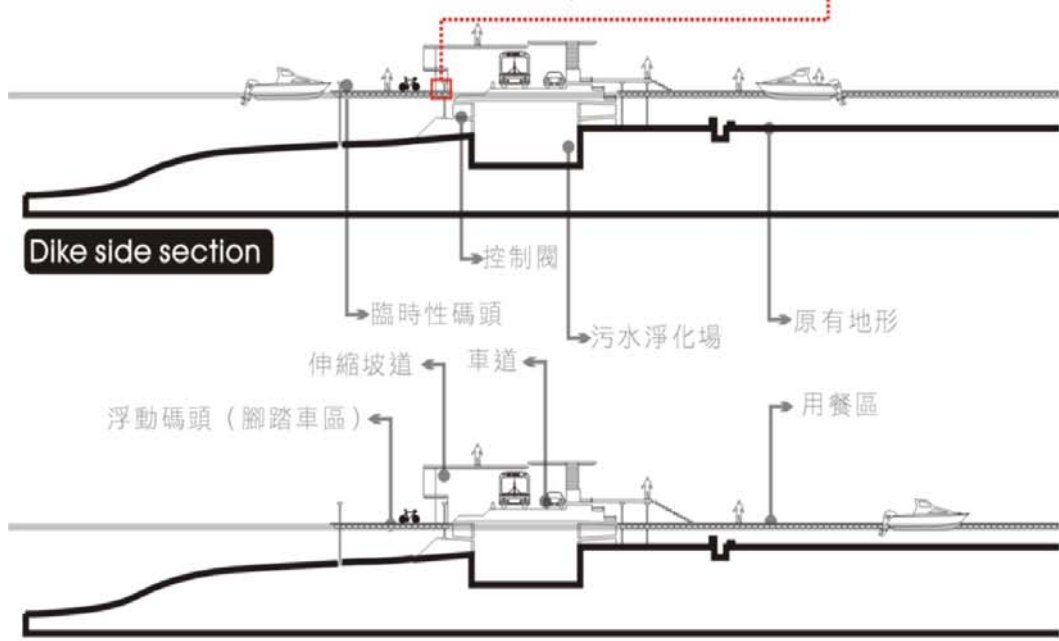 Dike side section
控制閥
臨時性碼頭
污水淨化場
原有地形
伸縮坡道
車道
浮動碼頭（腳踏車區）
用餐區